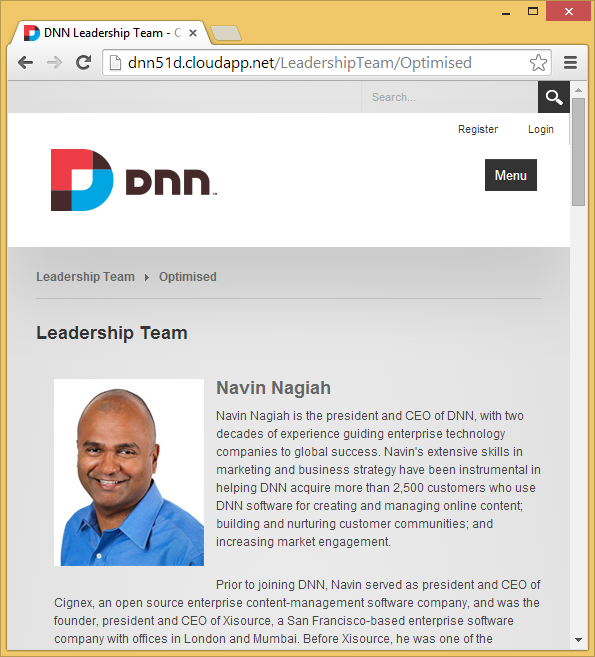 DNN Leadership Team - C
dnn51d.cloudapp.net/LeadershipTeam/Optimised
Search...
Register Login
DNN™
Menu
Leadership Team Optimised
Leadership Team
Navin Nagiah
Navin Nagiah is the president and CEO of DNN, with two
decades of experience guiding enterprise technology
companies to global success. Navin's extensive skills in
marketing and business strategy have been instrumental in
helping DNN acquire more than 2,500 customers who use
DNN software for creating and managing online content;
building and nurturing customer communities; and
increasing market engagement.
Prior to joining DNN, Navin served as president and CEO of
Cignex, an open source enterprise content-management software company, and was the
founder, president and CEO of Xisource, a San Francisco-based enterprise software
company with offices in London and Mumbai. Before Xisource, he was one of the